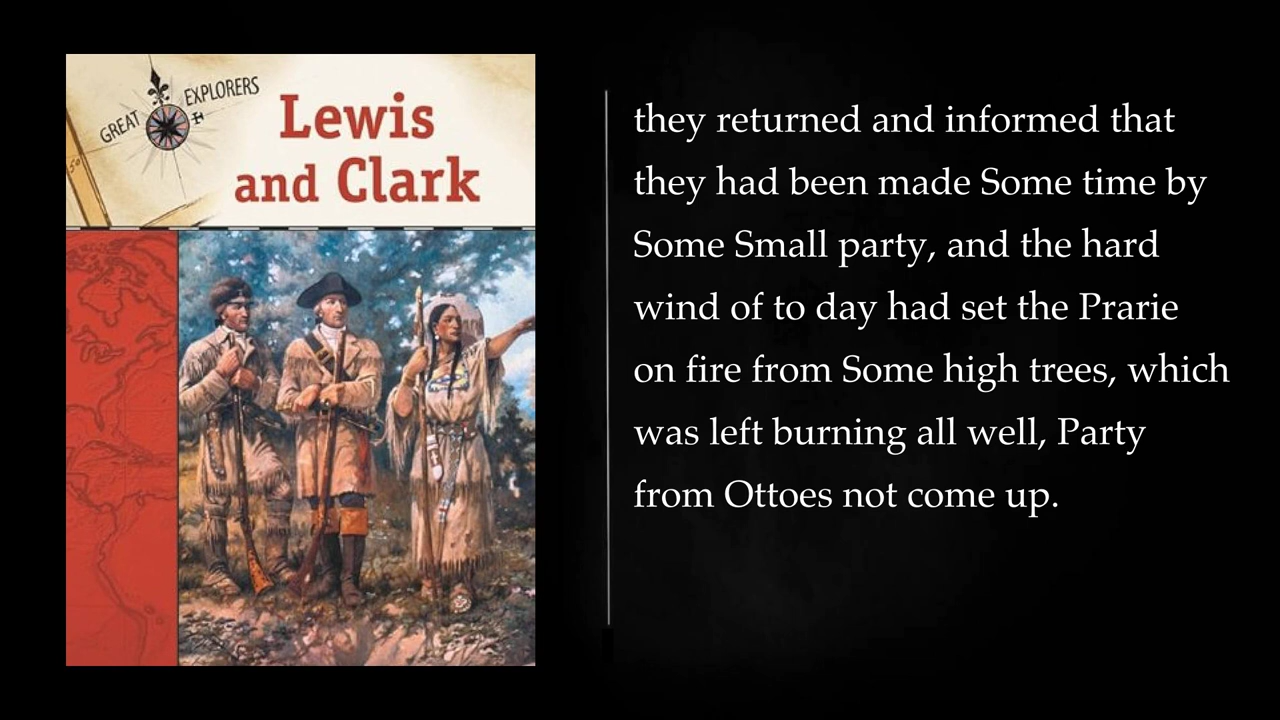 GREAT EXPLORERS
Lewis
and Clark
they returned and informed that
they had been made Some time by
Some Small party, and the hard
wind of to day had set the Prarie
on fire from Some high trees, which
was left burning all well, Party
from Ottoes not come up.